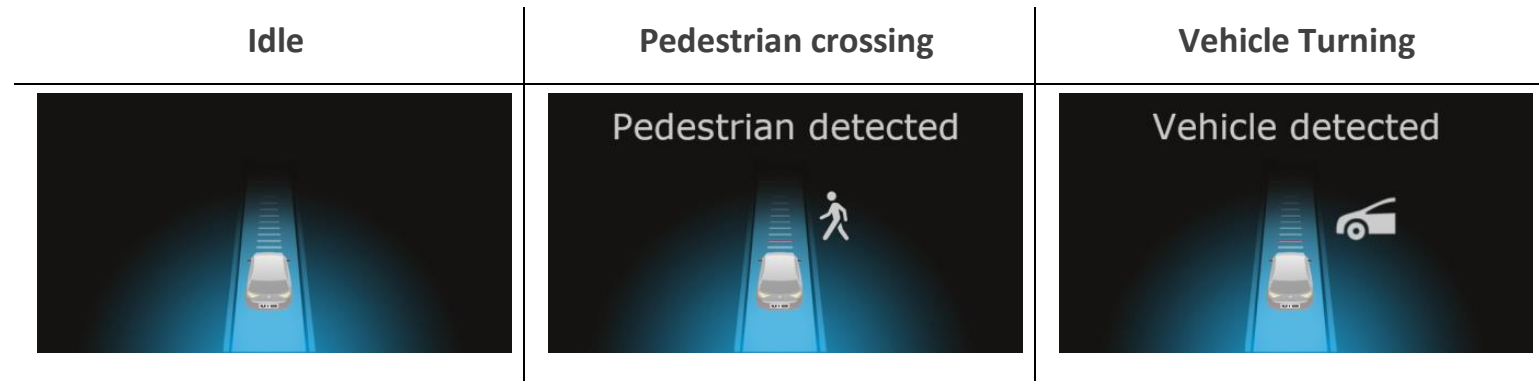 Idle
Pedestrian crossing
Vehicle Turning
Pedestrian detected
Vehicle detected